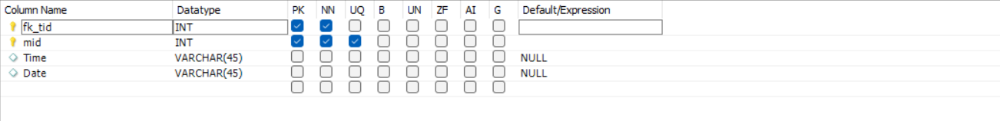 Column Name Datatype PK NN UQ B UN ZF AI G Default/Expression
fk_tid INT
mid INT
Time VARCHAR(45) NULL
Date VARCHAR(45) NULL